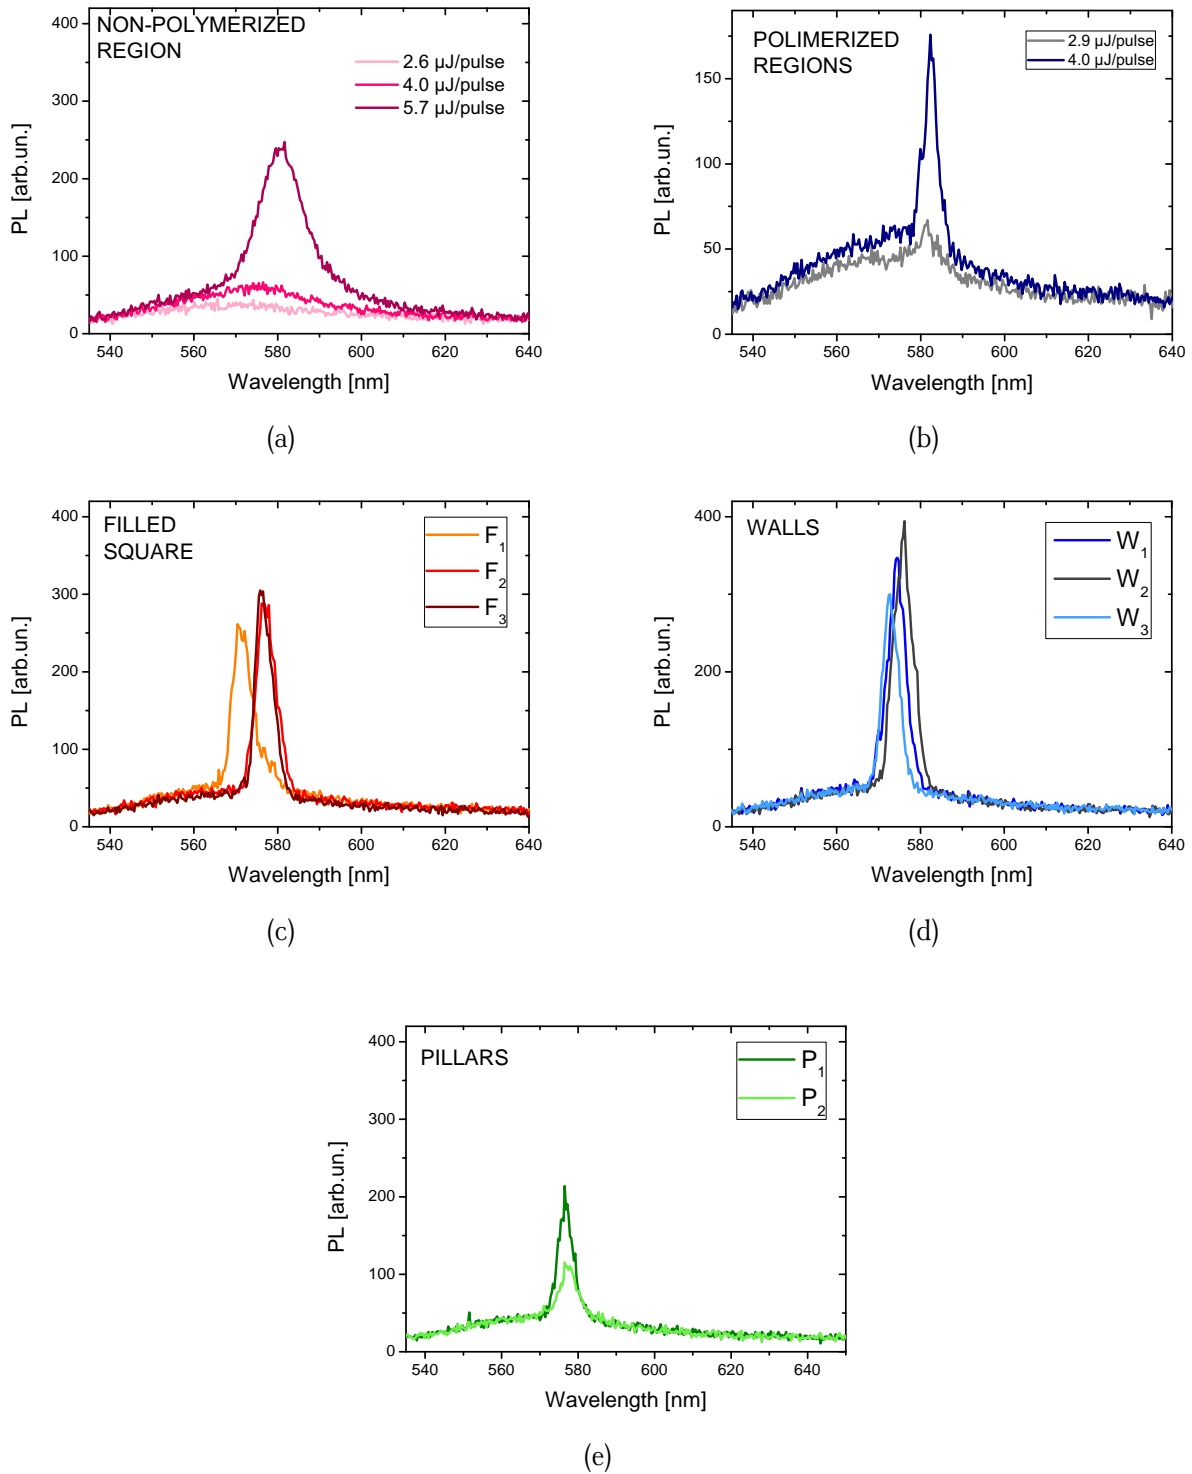 NON-POLYMERIZED
REGION
2.6 µJ/pulse
4.0 µJ/pulse
5.7 µJ/pulse
PL [arb.un.]
400
300
200
100
0
540 560 580 600 620 640
Wavelength [nm]
(a)
POLIMERIZED
REGIONS
2.9 µJ/pulse
4.0 µJ/pulse
PL [arb.un.]
150
100
50
0
540 560 580 600 620 640
Wavelength [nm]
(b)
FILLED
SQUARE
F1
F2
F3
PL [arb.un.]
400
300
200
100
0
540 560 580 600 620 640
Wavelength [nm]
(c)
WALLS
W1
W2
W3
PL [arb.un.]
400
200
0
540 560 580 600 620 640
Wavelength [nm]
(d)
PILLARS
P1
P2
PL [arb.un.]
400
300
200
100
0
540 560 580 600 620 640
Wavelength [nm]
(e)